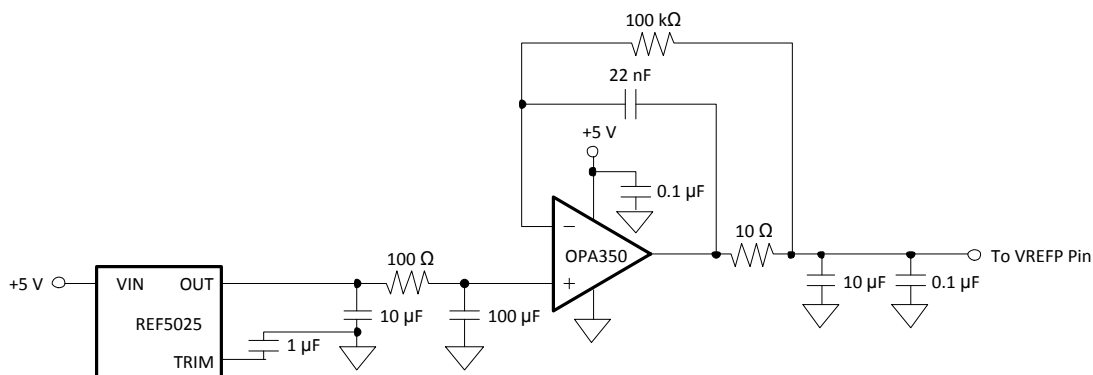 100 kΩ
22 nF
+5 V
0.1 µF
−
OPA350
+
10 Ω
To VREFP Pin
10 µF
0.1 µF
+5 V
VIN
OUT
REF5025
TRIM
100 Ω
10 µF
100 µF
1 µF